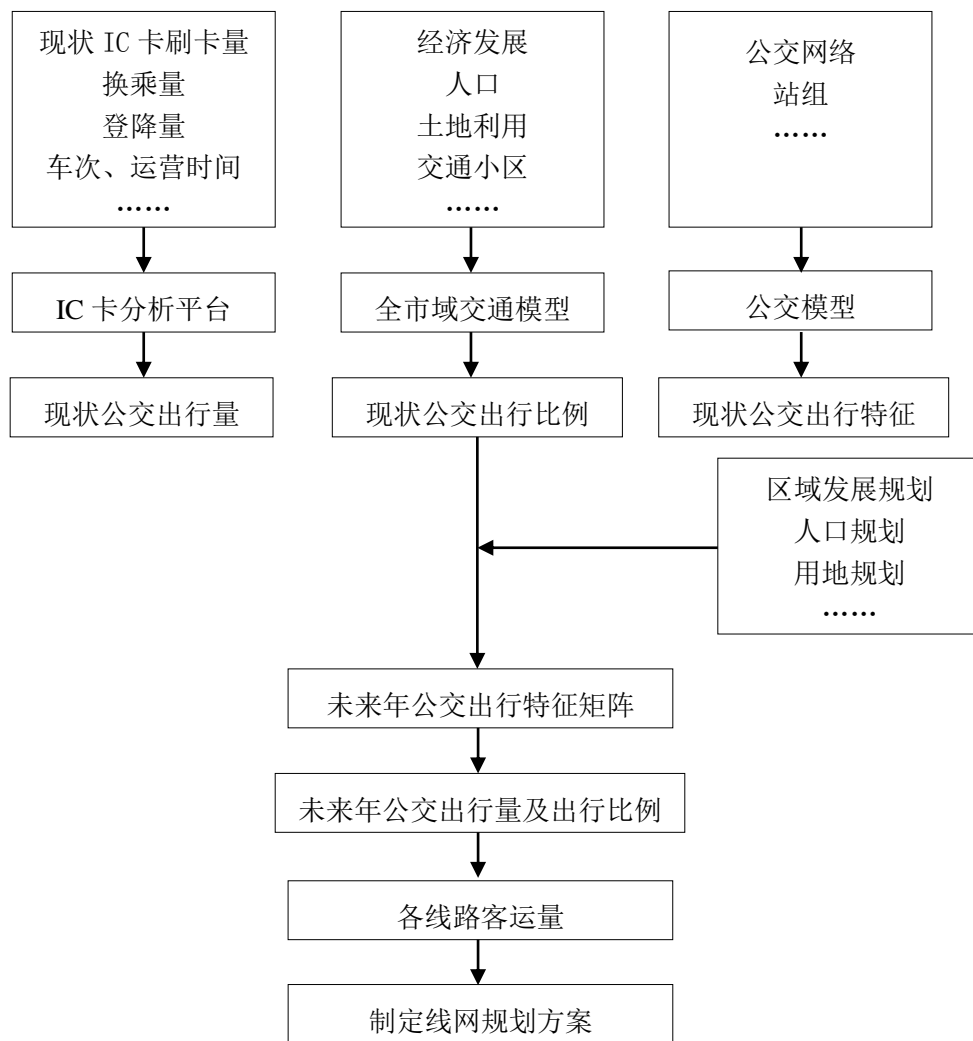 现状 IC 卡刷卡量
换乘量
登降量
车次、运营时间
……
经济发展
人口
土地利用
交通小区
……
公交网络
站组
……
IC 卡分析平台
全市域交通模型
公交模型
现状公交出行量
现状公交出行比例
现状公交出行特征
区域发展规划
人口规划
用地规划
……
未来年公交出行特征矩阵
未来年公交出行量及出行比例
各线路客运量
制定线网规划方案